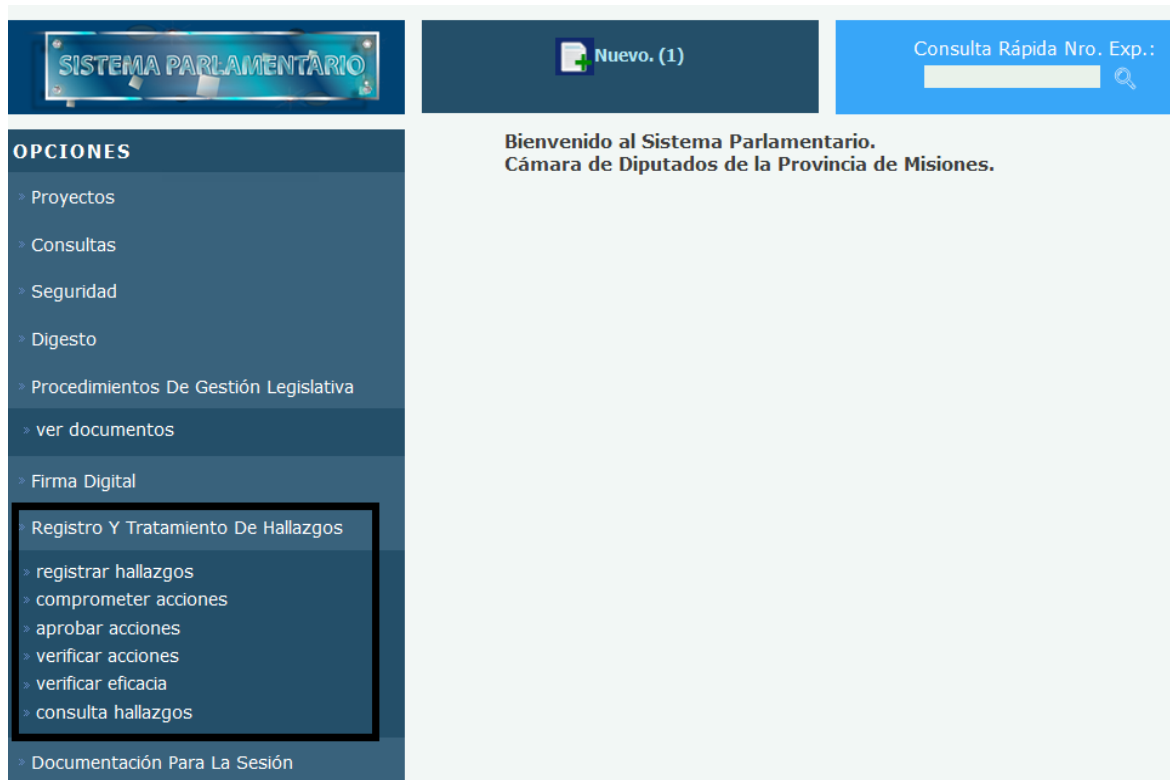 SISTEMA PARLAMENTARIO
Nuevo. (1)
Consulta Rápida Nro. Exp.:
OPCIONES
» Proyectos
» Consultas
» Seguridad
» Digesto
» Procedimientos De Gestión Legislativa
» ver documentos
» Firma Digital
» Registro Y Tratamiento De Hallazgos
» registrar hallazgos
» comprometer acciones
» aprobar acciones
» verificar acciones
» verificar eficacia
» consulta hallazgos
» Documentación Para La Sesión
Bienvenido al Sistema Parlamentario.
Cámara de Diputados de la Provincia de Misiones.